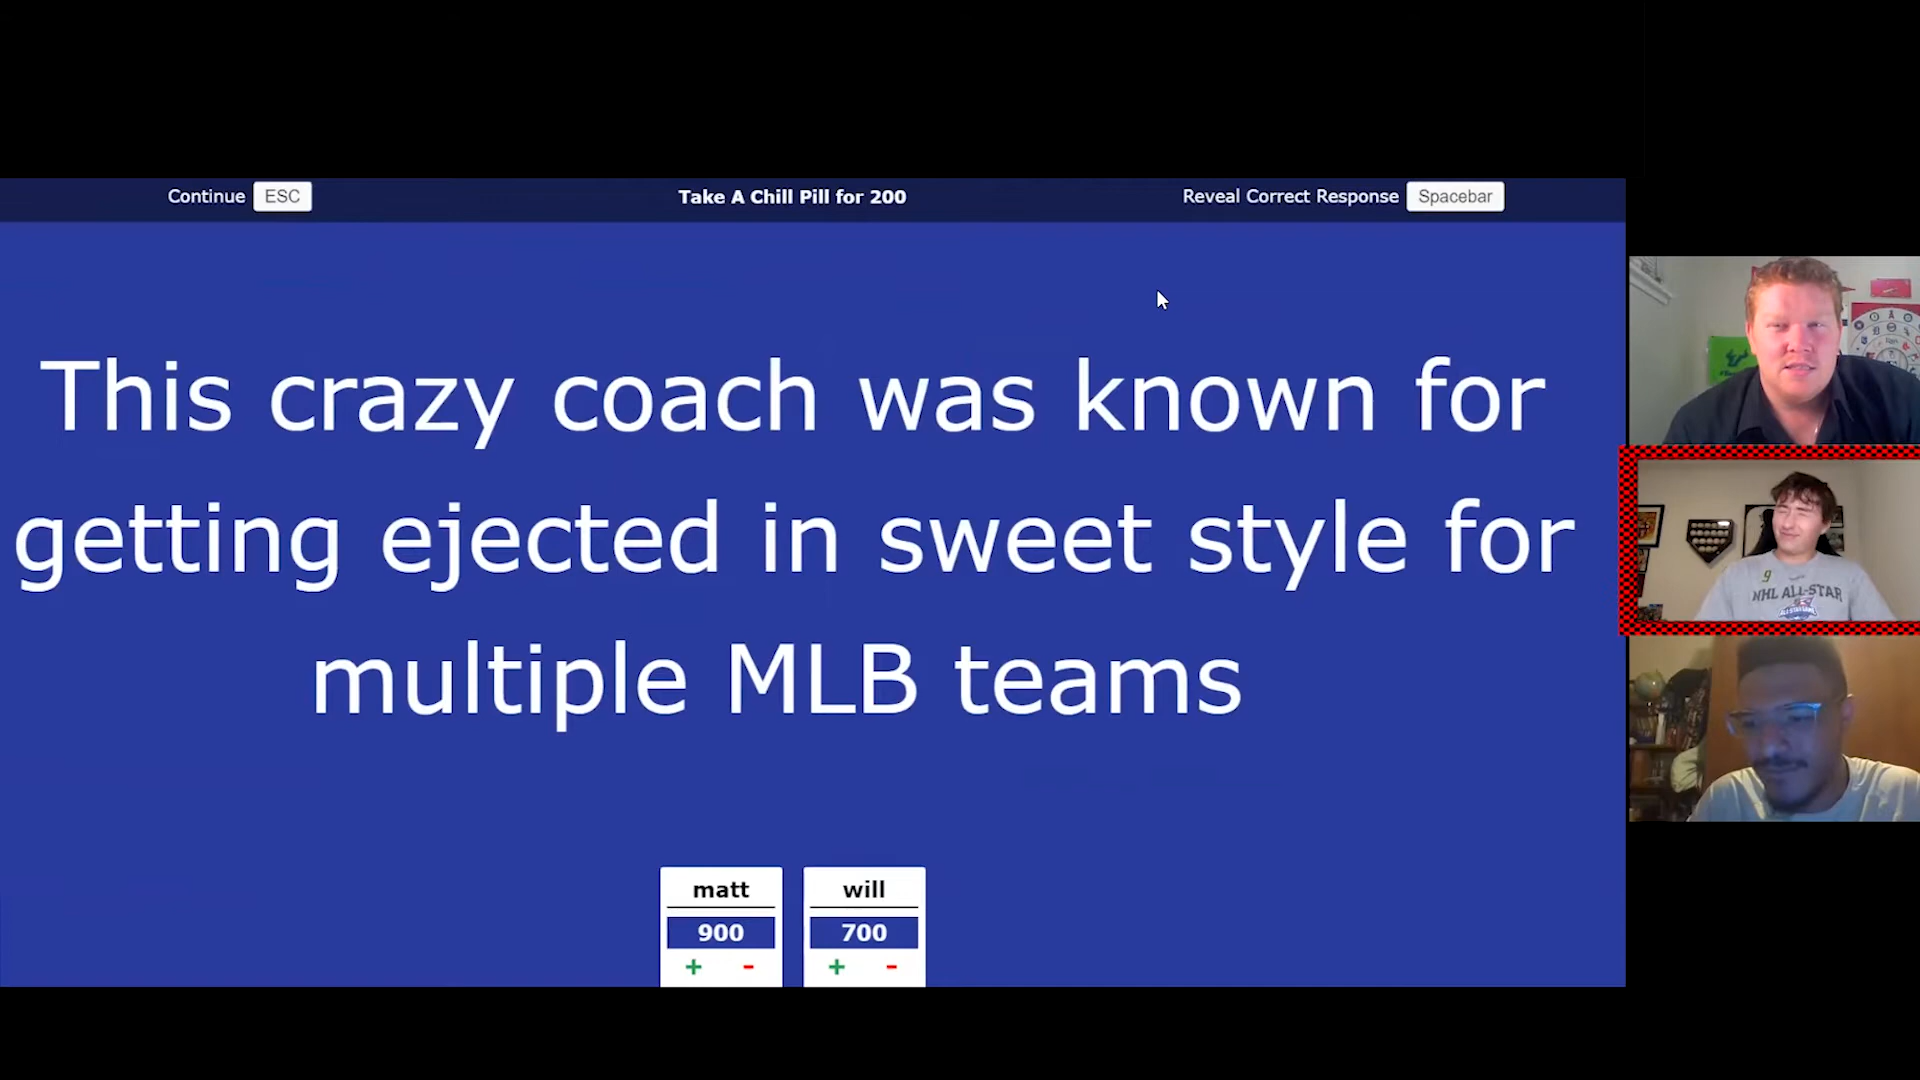 Continue ESC Take A Chill Pill for 200 Reveal Correct Response Spacebar
This crazy coach was known for
getting ejected in sweet style for
multiple MLB teams
matt will
900 700
+ - + -
9
NHL ALL-STAR